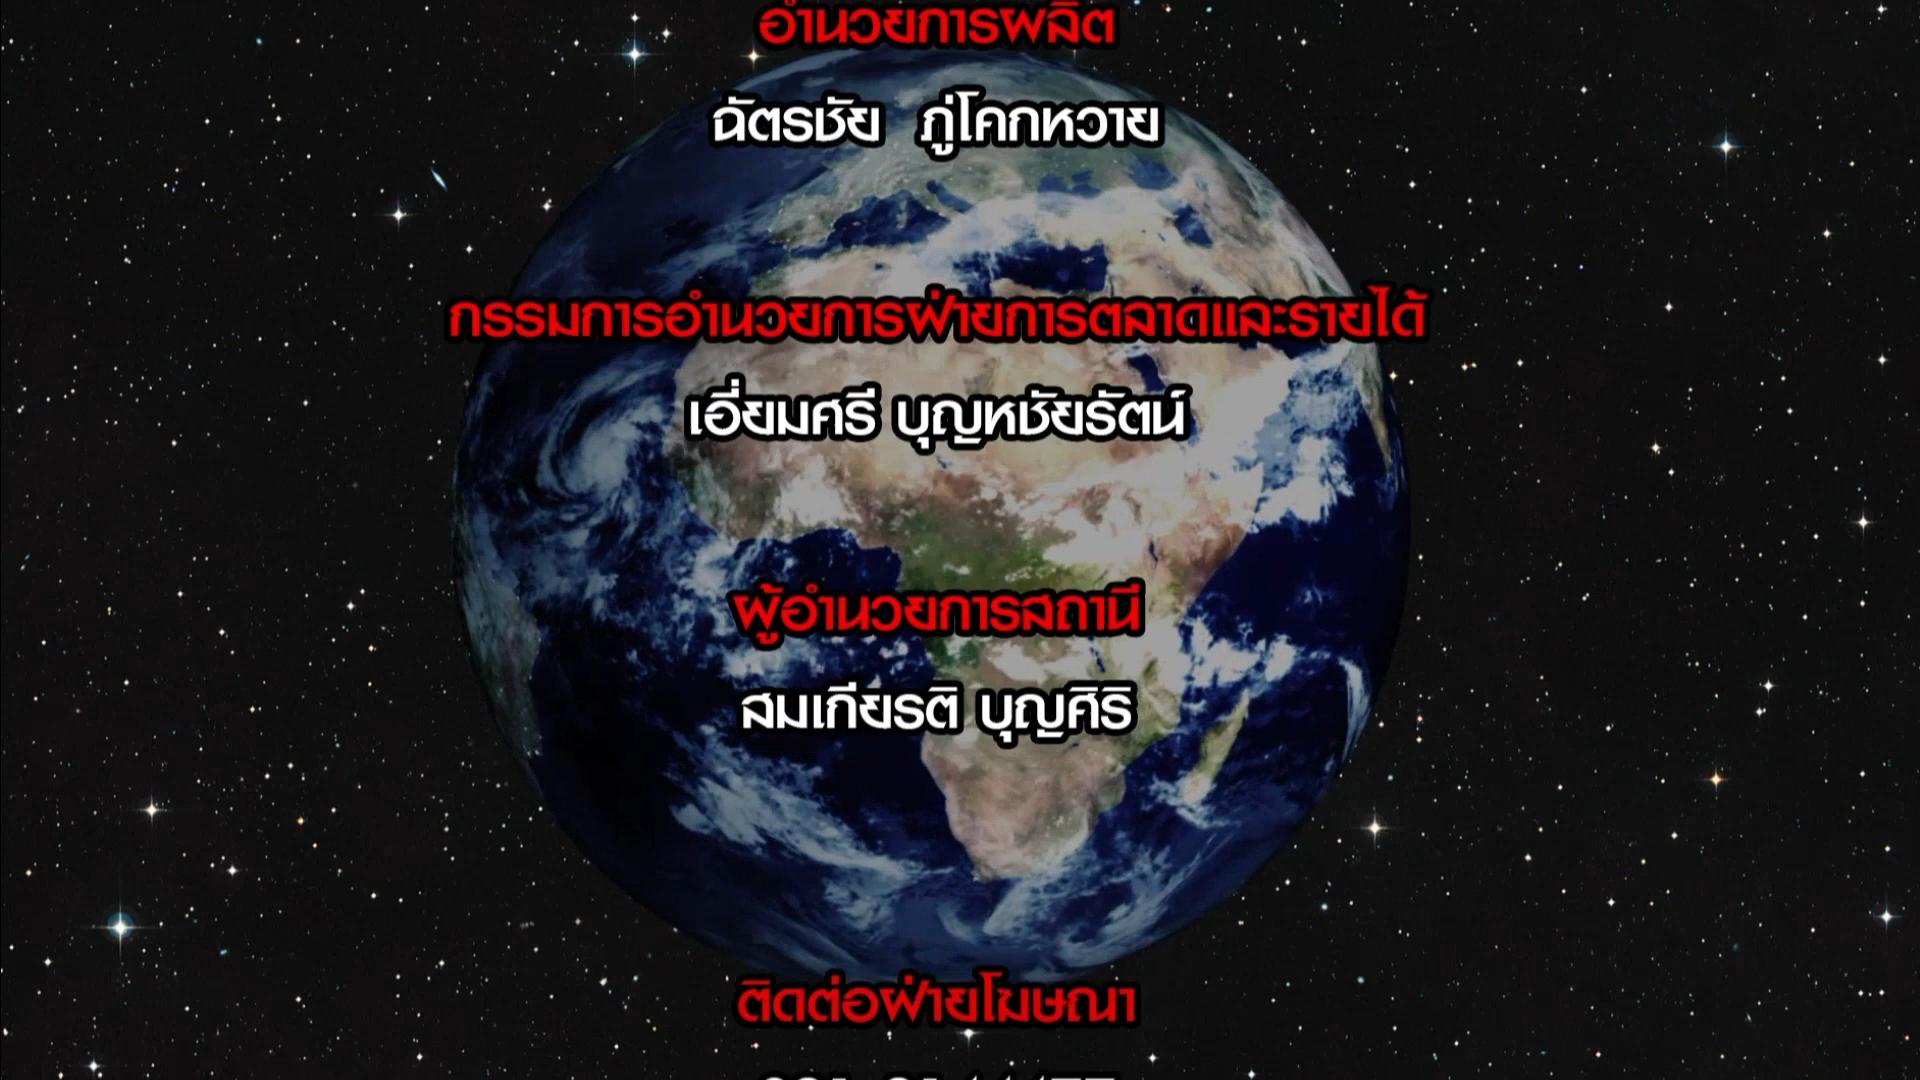 อำนวยการผลิต
ฉัตรชัย ภู่โคกหวาย
กรรมการอำนวยการฝ่ายการตลาดและรายได้
เอี่ยมศรี บุญหชัยรัตน์
ผู้อำนวยการสถานี
สมเกียรติ บุญศิริ
ติดต่อฝ่ายโฆษณา